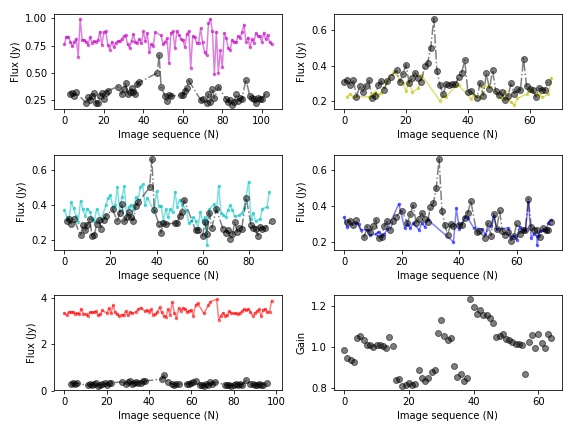 Flux (Jy)
1.00
0.75
0.50
0.25
0 20 40 60 80 100
Image sequence (N)
Flux (Jy)
0.6
0.4
0.2
0 20 40 60
Image sequence (N)
Flux (Jy)
0.6
0.4
0.2
0 20 40 60 80
Image sequence (N)
Flux (Jy)
0.6
0.4
0.2
0 20 40 60
Image sequence (N)
Flux (Jy)
4
2
0
0 20 40 60 80 100
Image sequence (N)
Gain
1.2
1.0
0.8
0 20 40 60
Image sequence (N)